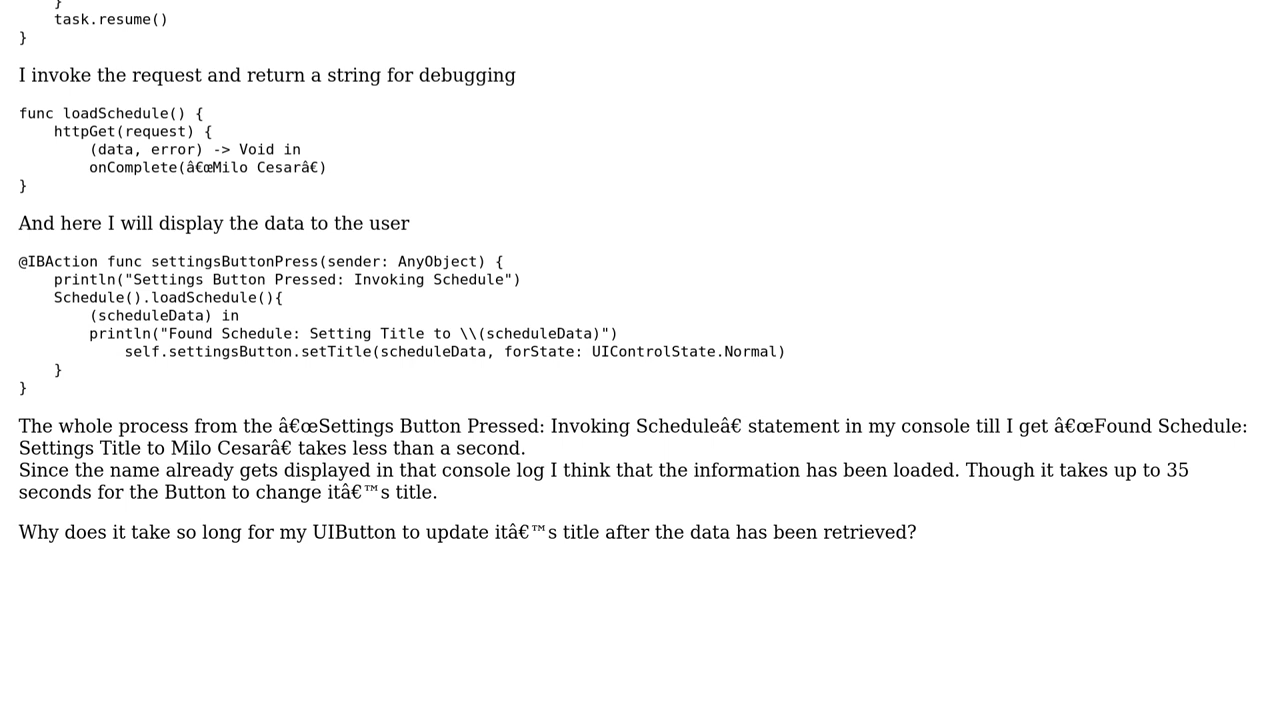 }
    task.resume()
}
I invoke the request and return a string for debugging
func loadSchedule() {
    httpGet(request) {
        (data, error) -> Void in
        onComplete(â€œMilo Cesarâ€)
}
And here I will display the data to the user
@IBAction func settingsButtonPress(sender: AnyObject) {
    println("Settings Button Pressed: Invoking Schedule")
    Schedule().loadSchedule(){
        (scheduleData) in
        println("Found Schedule: Setting Title to \\(scheduleData)")
            self.settingsButton.setTitle(scheduleData, forState: UIControlState.Normal)
    }
}
The whole process from the â€œSettings Button Pressed: Invoking Scheduleâ€ statement in my console till I get â€œFound Schedule:
Settings Title to Milo Cesarâ€ takes less than a second.
Since the name already gets displayed in that console log I think that the information has been loaded. Though it takes up to 35
seconds for the Button to change itâ€™s title.
Why does it take so long for my UIButton to update itâ€™s title after the data has been retrieved?